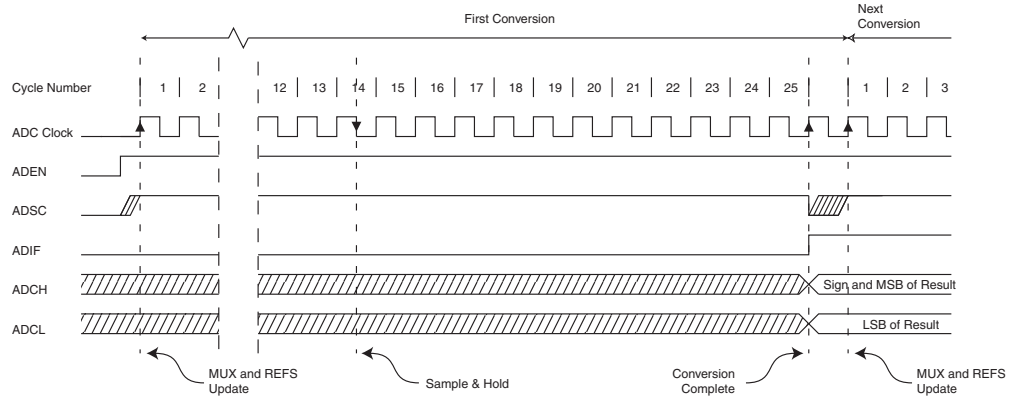 First Conversion
Next
Conversion
Cycle Number 1 2 12 13 14 15 16 17 18 19 20 21 22 23 24 25 1 2 3
ADC Clock
ADEN
ADSC
ADIF
ADCH Sign and MSB of Result
ADCL LSB of Result
MUX and REFS
Update
Sample & Hold
Conversion
Complete
MUX and REFS
Update